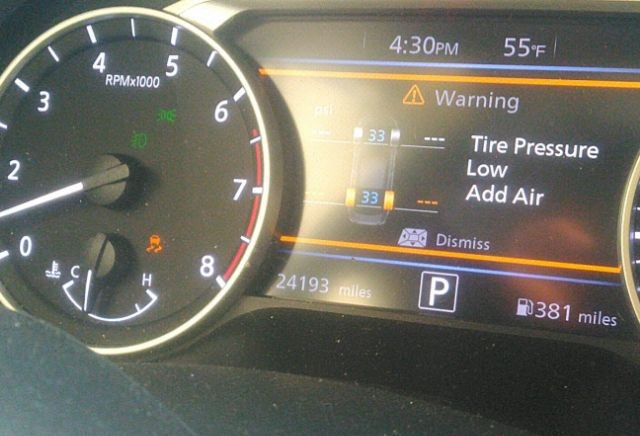 4:30PM 55°F
Warning
psi
--- 33 ---
Tire Pressure
Low
Add Air
--- 33 ---
Dismiss
24193 miles
P
381 miles
0
2
3
4
5
6
7
8
RPMx1000
C H